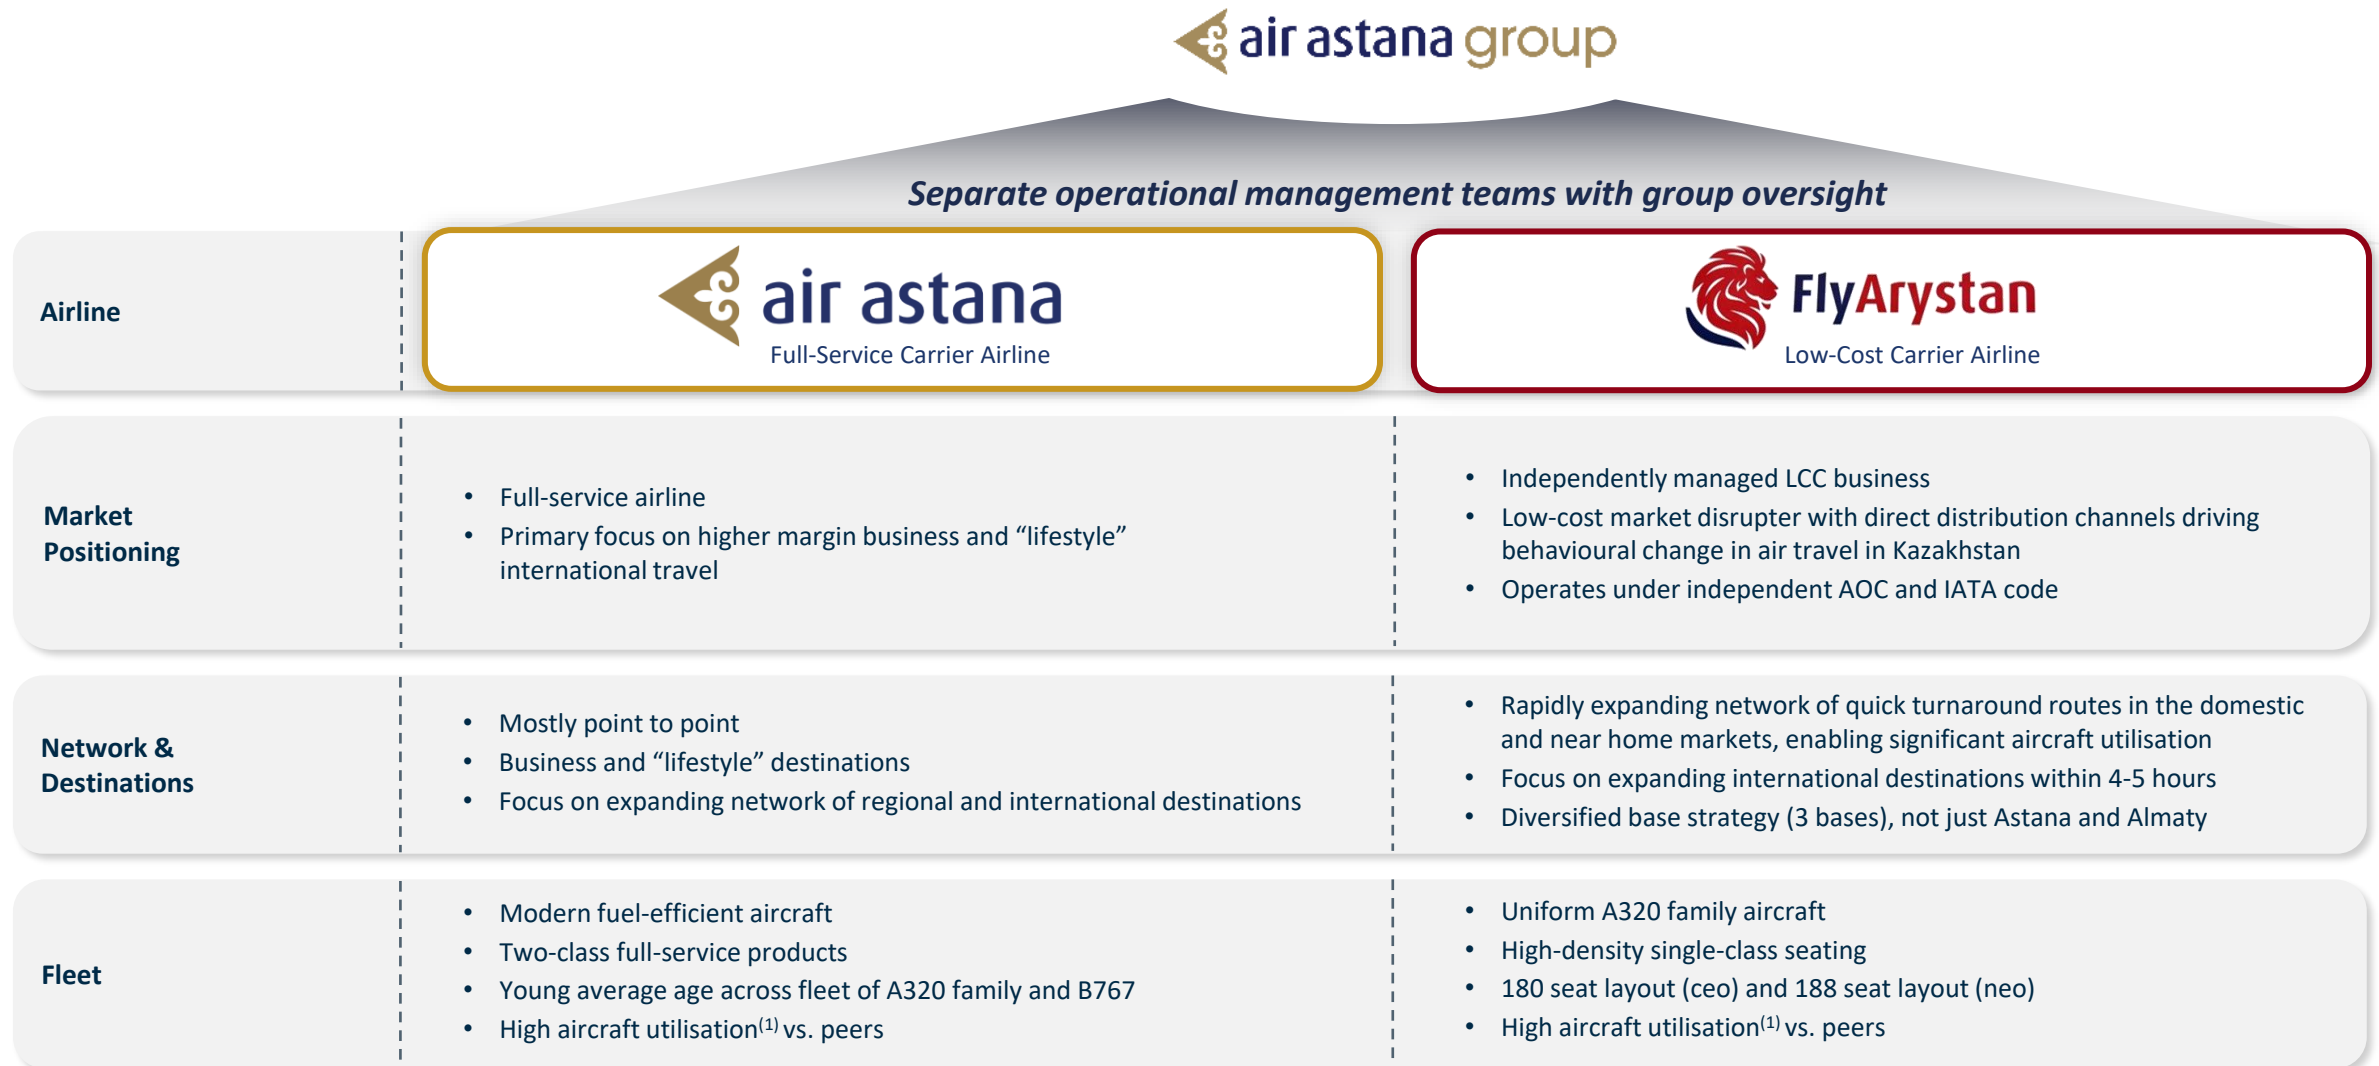 air astana group
Separate operational management teams with group oversight
Airline
air astana
Full-Service Carrier Airline
FlyArystan
Low-Cost Carrier Airline
Market
Positioning
• Full-service airline
• Primary focus on higher margin business and “lifestyle”
international travel
• Independently managed LCC business
• Low-cost market disrupter with direct distribution channels driving
behavioural change in air travel in Kazakhstan
• Operates under independent AOC and IATA code
Network &
Destinations
• Mostly point to point
• Business and “lifestyle” destinations
• Focus on expanding network of regional and international destinations
• Rapidly expanding network of quick turnaround routes in the domestic
and near home markets, enabling significant aircraft utilisation
• Focus on expanding international destinations within 4-5 hours
• Diversified base strategy (3 bases), not just Astana and Almaty
Fleet
• Modern fuel-efficient aircraft
• Two-class full-service products
• Young average age across fleet of A320 family and B767
• High aircraft utilisation(1) vs. peers
• Uniform A320 family aircraft
• High-density single-class seating
• 180 seat layout (ceo) and 188 seat layout (neo)
• High aircraft utilisation(1) vs. peers